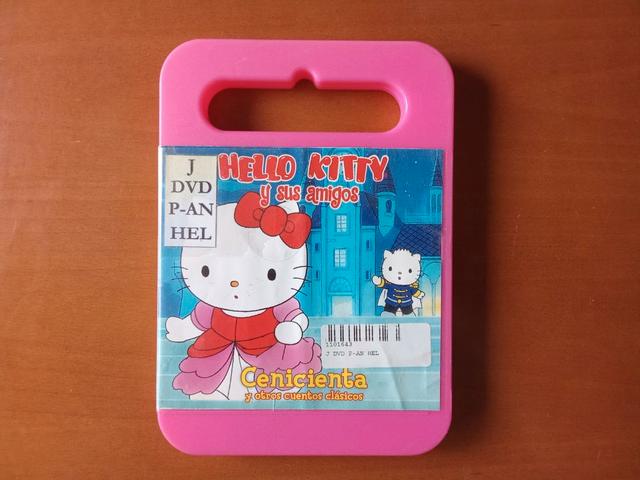 J
DVD
P-AN
HEL
HELLO KITTY
y sus amigos
1101643
J DVD P-AN HEL
Cenicienta
y otros cuentos clásicos